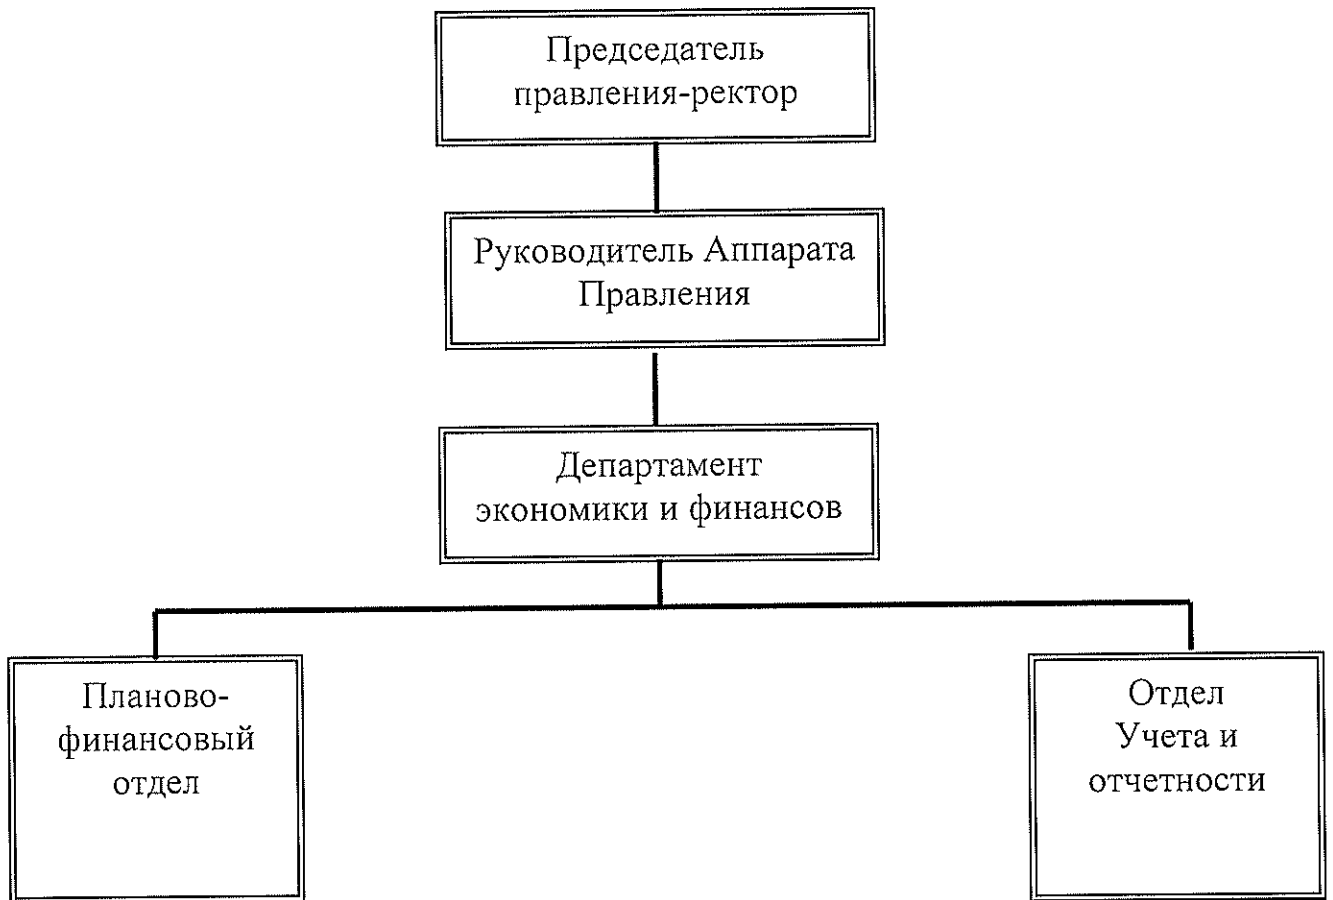 Председатель
правления-ректор
Руководитель Аппарата
Правления
Департамент
экономики и финансов
Планово-
финансовый
отдел
Отдел
Учета и
отчетности